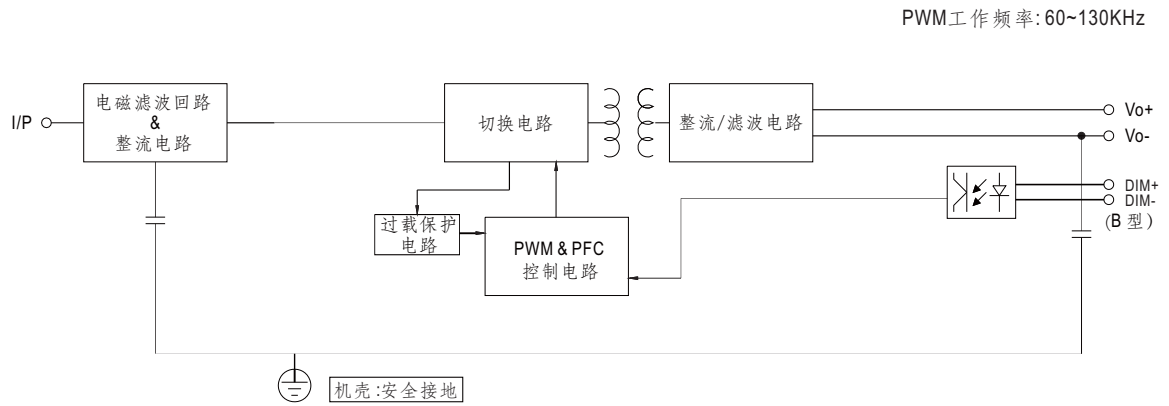 PWM工作频率: 60~130KHz
I/P
电磁滤波回路
&
整流电路
切换电路
整流/滤波电路
Vo+
Vo-
DIM+
DIM-
(B 型)
过载保护
电路
PWM & PFC
控制电路
机壳:安全接地